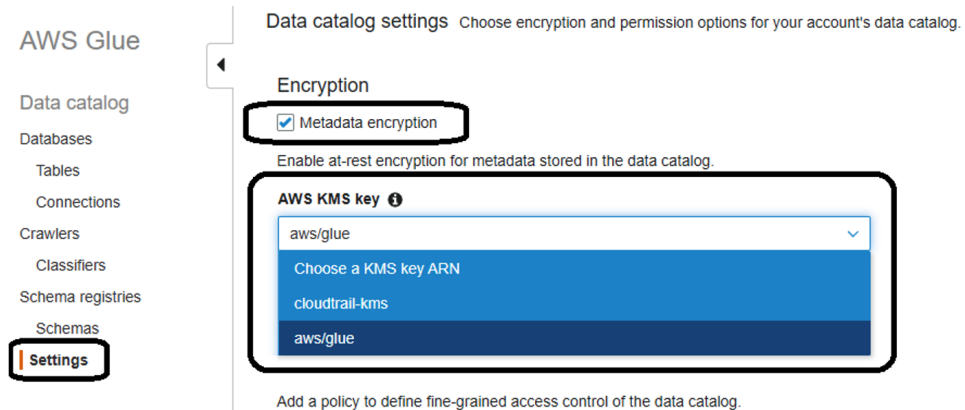 AWS Glue
Data catalog
Databases
Tables
Connections
Crawlers
Classifiers
Schema registries
Schemas
Settings
Data catalog settings Choose encryption and permission options for your account's data catalog.
Encryption
Metadata encryption
Enable at-rest encryption for metadata stored in the data catalog.
AWS KMS key
aws/glue
Choose a KMS key ARN
cloudtrail-kms
aws/glue
Add a policy to define fine-grained access control of the data catalog.